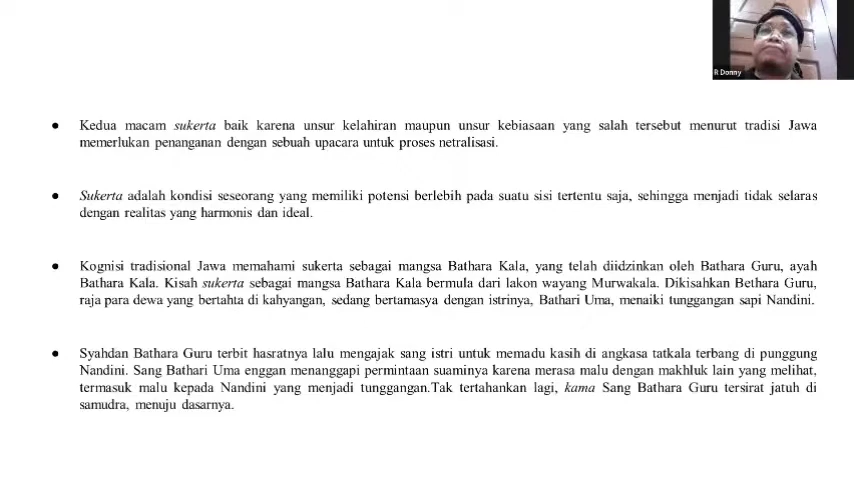 R Donny
● Kedua macam sukerta baik karena unsur kelahiran maupun unsur kebiasaan yang salah tersebut menurut tradisi Jawa
memerlukan penanganan dengan sebuah upacara untuk proses netralisasi.
● Sukerta adalah kondisi seseorang yang memiliki potensi berlebih pada suatu sisi tertentu saja, sehingga menjadi tidak selaras
dengan realitas yang harmonis dan ideal.
● Kognisi tradisional Jawa memahami sukerta sebagai mangsa Bathara Kala, yang telah diidzinkan oleh Bathara Guru, ayah
Bathara Kala. Kisah sukerta sebagai mangsa Bathara Kala bermula dari lakon wayang Murwakala. Dikisahkan Bethara Guru,
raja para dewa yang bertahta di kahyangan, sedang bertamasya dengan istrinya, Bathari Uma, menaiki tunggangan sapi Nandini.
● Syahdan Bathara Guru terbit hasratnya lalu mengajak sang istri untuk memadu kasih di angkasa tatkala terbang di punggung
Nandini. Sang Bathari Uma enggan menanggapi permintaan suaminya karena merasa malu dengan makhluk lain yang melihat,
termasuk malu kepada Nandini yang menjadi tunggangan.Tak tertahankan lagi, kama Sang Bathara Guru tersirat jatuh di
samudra, menuju dasarnya.